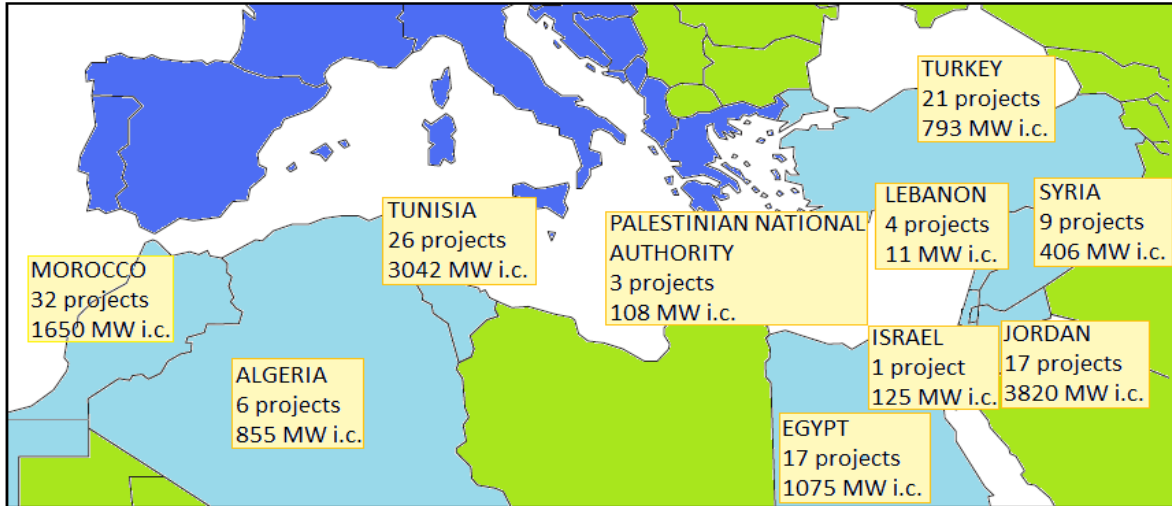 TURKEY
21 projects
793 MW i.c.
LEBANON
4 projects
11 MW i.c.
SYRIA
9 projects
406 MW i.c.
TUNISIA
26 projects
3042 MW i.c.
PALESTINIAN NATIONAL
AUTHORITY
3 projects
108 MW i.c.
MOROCCO
32 projects
1650 MW i.c.
ALGERIA
6 projects
855 MW i.c.
ISRAEL
1 project
125 MW i.c.
JORDAN
17 projects
3820 MW i.c.
EGYPT
17 projects
1075 MW i.c.